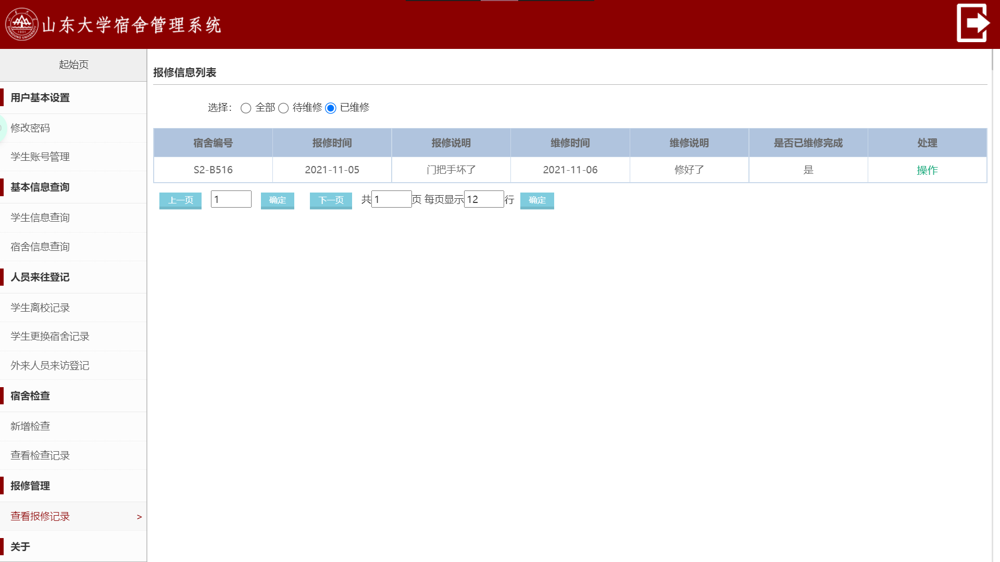 山东大学宿舍管理系统
SHANDONG UNIVERSITY
1901
起始页
用户基本设置
修改密码
学生账号管理
基本信息查询
学生信息查询
宿舍信息查询
人员来往登记
学生离校记录
学生更换宿舍记录
外来人员来访登记
宿舍检查
新增检查
查看检查记录
报修管理
查看报修记录 >
关于
报修信息列表
选择： 全部 待维修 已维修
宿舍编号 报修时间 报修说明 维修时间 维修说明 是否已维修完成 处理
S2-B516 2021-11-05 门把手坏了 2021-11-06 修好了 是 操作
上一页 1 确定 下一页 共1页 每页显示12行 确定